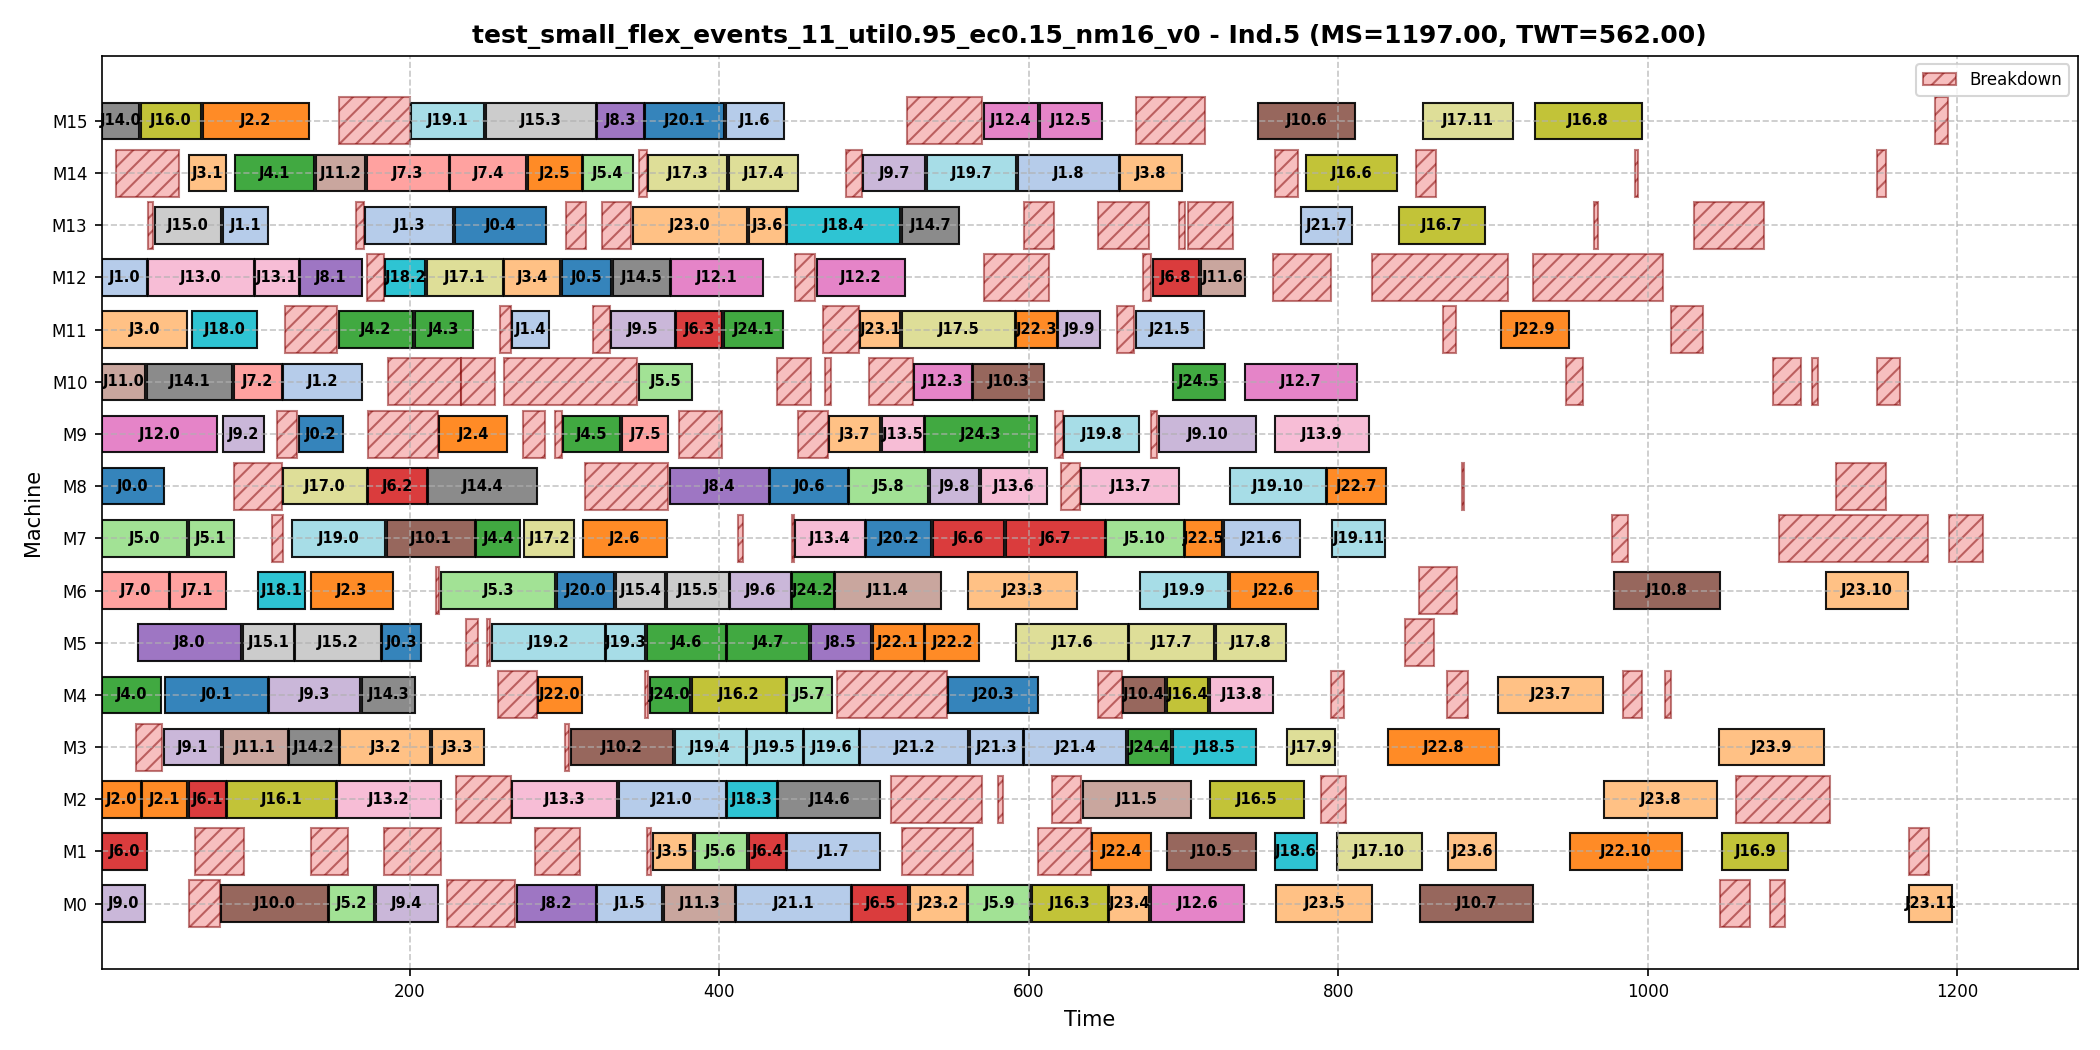 test_small_flex_events_11_util0.95_ec0.15_nm16_v0 - Ind.5 (MS=1197.00, TWT=562.00)
Breakdown
M15 J14.0 J16.0 J2.2 J19.1 J15.3 J8.3 J20.1 J1.6 J12.4 J12.5 J10.6 J17.11 J16.8
M14 J3.1 J4.1 J11.2 J7.3 J7.4 J2.5 J5.4 J17.3 J17.4 J9.7 J19.7 J1.8 J3.8 J16.6
M13 J15.0 J1.1 J1.3 J0.4 J23.0 J3.6 J18.4 J14.7 J21.7 J16.7
M12 J1.0 J13.0 J13.1 J8.1 J18.2 J17.1 J3.4 J0.5 J14.5 J12.1 J12.2 J6.8 J11.6
M11 J3.0 J18.0 J4.2 J4.3 J1.4 J9.5 J6.3 J24.1 J23.1 J17.5 J22.3 J9.9 J21.5 J22.9
M10 J11.0 J14.1 J7.2 J1.2 J5.5 J12.3 J10.3 J24.5 J12.7
M9 J12.0 J9.2 J0.2 J2.4 J4.5 J7.5 J3.7 J13.5 J24.3 J19.8 J9.10 J13.9
M8 J0.0 J17.0 J6.2 J14.4 J8.4 J0.6 J5.8 J9.8 J13.6 J13.7 J19.10 J22.7
M7 J5.0 J5.1 J19.0 J10.1 J4.4 J17.2 J2.6 J13.4 J20.2 J6.6 J6.7 J5.10 J22.5 J21.6 J19.11
M6 J7.0 J7.1 J18.1 J2.3 J5.3 J20.0 J15.4 J15.5 J9.6 J24.2 J11.4 J23.3 J19.9 J22.6 J10.8 J23.10
M5 J8.0 J15.1 J15.2 J0.3 J19.2 J19.3 J4.6 J4.7 J8.5 J22.1 J22.2 J17.6 J17.7 J17.8
M4 J4.0 J0.1 J9.3 J14.3 J22.0 J24.0 J16.2 J5.7 J20.3 J10.4 J16.4 J13.8 J23.7
M3 J9.1 J11.1 J14.2 J3.2 J3.3 J10.2 J19.4 J19.5 J19.6 J21.2 J21.3 J21.4 J24.4 J18.5 J17.9 J22.8 J23.9
M2 J2.0 J2.1 J6.1 J16.1 J13.2 J13.3 J21.0 J18.3 J14.6 J11.5 J16.5 J23.8
M1 J6.0 J3.5 J5.6 J6.4 J1.7 J22.4 J10.5 J18.6 J17.10 J23.6 J22.10 J16.9
M0 J9.0 J10.0 J5.2 J9.4 J8.2 J1.5 J11.3 J21.1 J6.5 J23.2 J5.9 J16.3 J23.4 J12.6 J23.5 J10.7 J23.11
200 400 600 800 1000 1200
Time
Machine